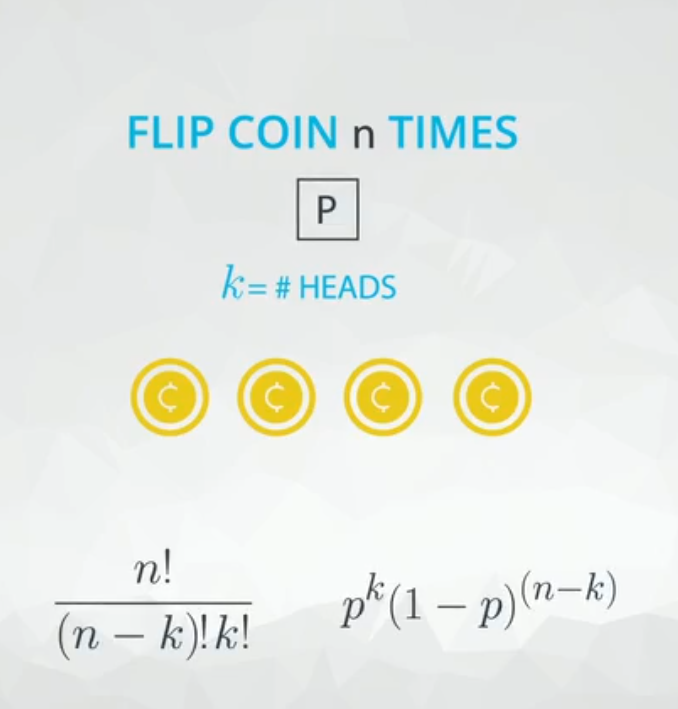 FLIP COIN n TIMES
P
k = # HEADS
¢ ¢ ¢ ¢
n!
(n − k)!k!
p^k(1 − p)^(n−k)